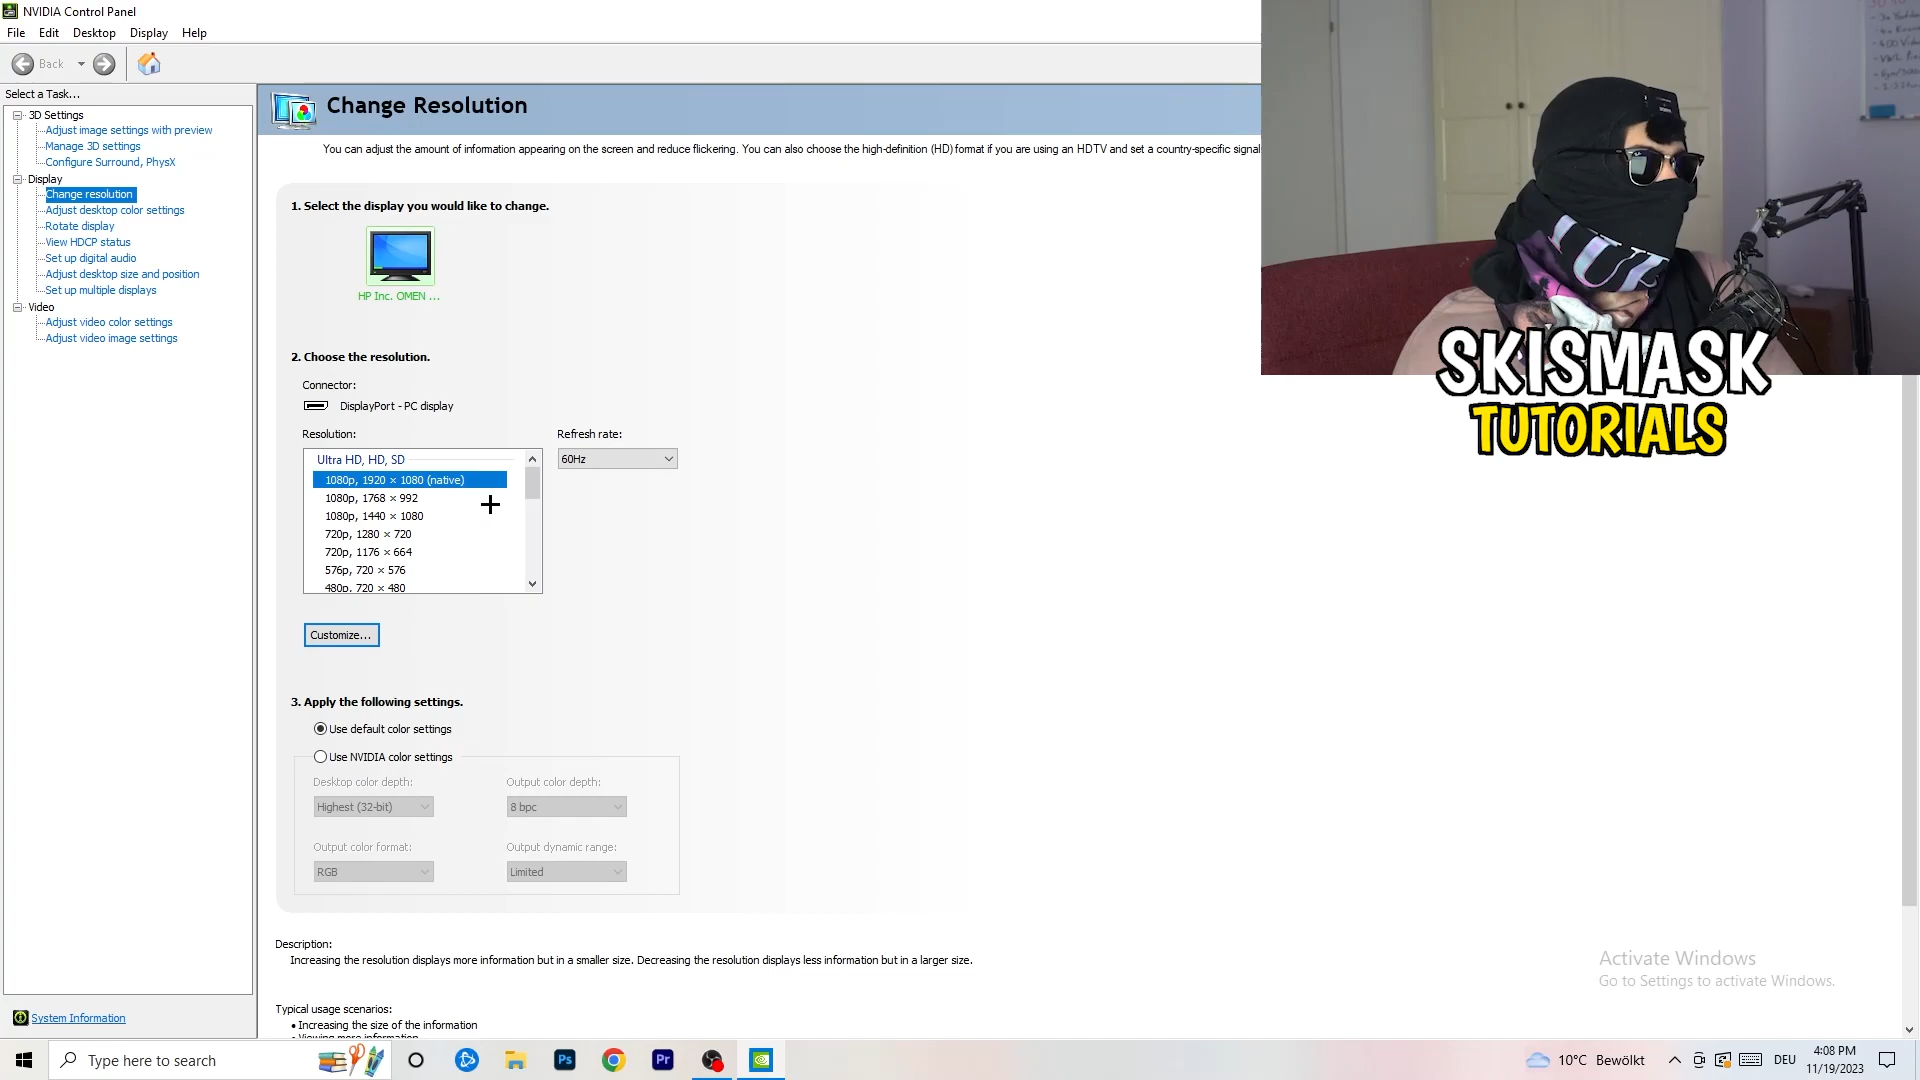 NVIDIA Control Panel
File Edit Desktop Display Help
Back
Select a Task...
3D Settings
Adjust image settings with preview
Manage 3D settings
Configure Surround, PhysX
Display
Change resolution
Adjust desktop color settings
Rotate display
View HDCP status
Set up digital audio
Adjust desktop size and position
Set up multiple displays
Video
Adjust video color settings
Adjust video image settings
System Information
Change Resolution
You can adjust the amount of information appearing on the screen and reduce flickering. You can also choose the high-definition (HD) format if you are using an HDTV and set a country-specific signal
1. Select the display you would like to change.
HP Inc. OMEN ...
2. Choose the resolution.
Connector:
DisplayPort - PC display
Resolution:
Refresh rate:
Ultra HD, HD, SD
60Hz
1080p, 1920 × 1080 (native)
1080p, 1768 × 992
1080p, 1440 × 1080
720p, 1280 × 720
720p, 1176 × 664
576p, 720 × 576
480p, 720 × 480
Customize...
3. Apply the following settings.
Use default color settings
Use NVIDIA color settings
Desktop color depth:
Output color depth:
Highest (32-bit)
8 bpc
Output color format:
Output dynamic range:
RGB
Limited
Description:
Increasing the resolution displays more information but in a smaller size. Decreasing the resolution displays less information but in a larger size.
Typical usage scenarios:
• Increasing the size of the information
• Viewing more information
SKISMASK
TUTORIALS
Activate Windows
Go to Settings to activate Windows.
Type here to search
Ps
Pr
10°C Bewölkt
DEU
4:08 PM
11/19/2023